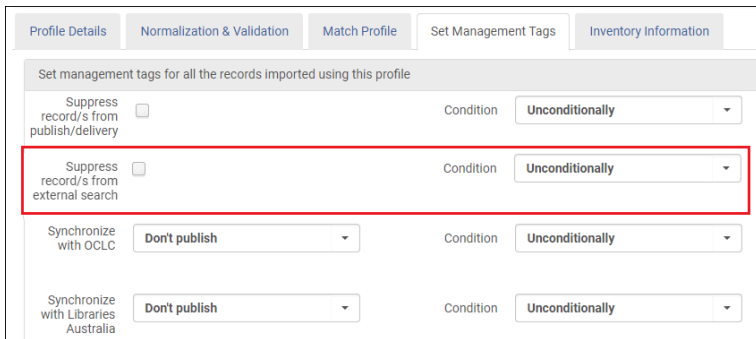 Profile Details Normalization & Validation Match Profile Set Management Tags Inventory Information
Set management tags for all the records imported using this profile
Suppress
record/s from
publish/delivery
Condition Unconditionally
Suppress
record/s from
external search
Condition Unconditionally
Synchronize
with OCLC
Don't publish Condition Unconditionally
Synchronize
with Libraries
Australia
Don't publish Condition Unconditionally